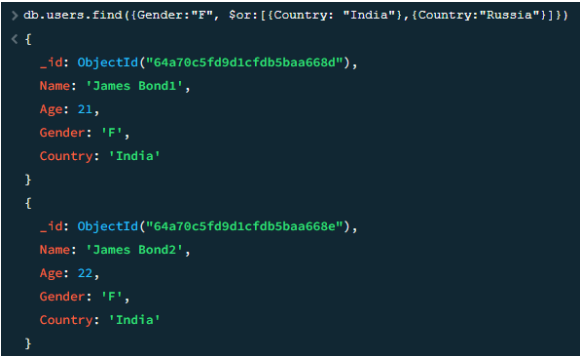 > db.users.find({Gender:"F", $or:[{Country: "India"},{Country:"Russia"}]})
< {
_id: ObjectId("64a70c5fd9d1cfdb5baa668d"),
Name: 'James Bond1',
Age: 21,
Gender: 'F',
Country: 'India'
}
{
_id: ObjectId("64a70c5fd9d1cfdb5baa668e"),
Name: 'James Bond2',
Age: 22,
Gender: 'F',
Country: 'India'
}